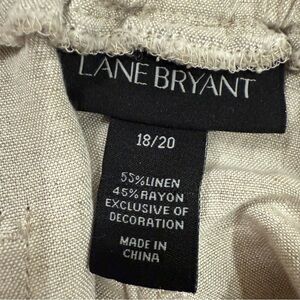 LANE BRYANT
18/20
55%LINEN
45%RAYON
EXCLUSIVE OF
DECORATION
MADE IN
CHINA